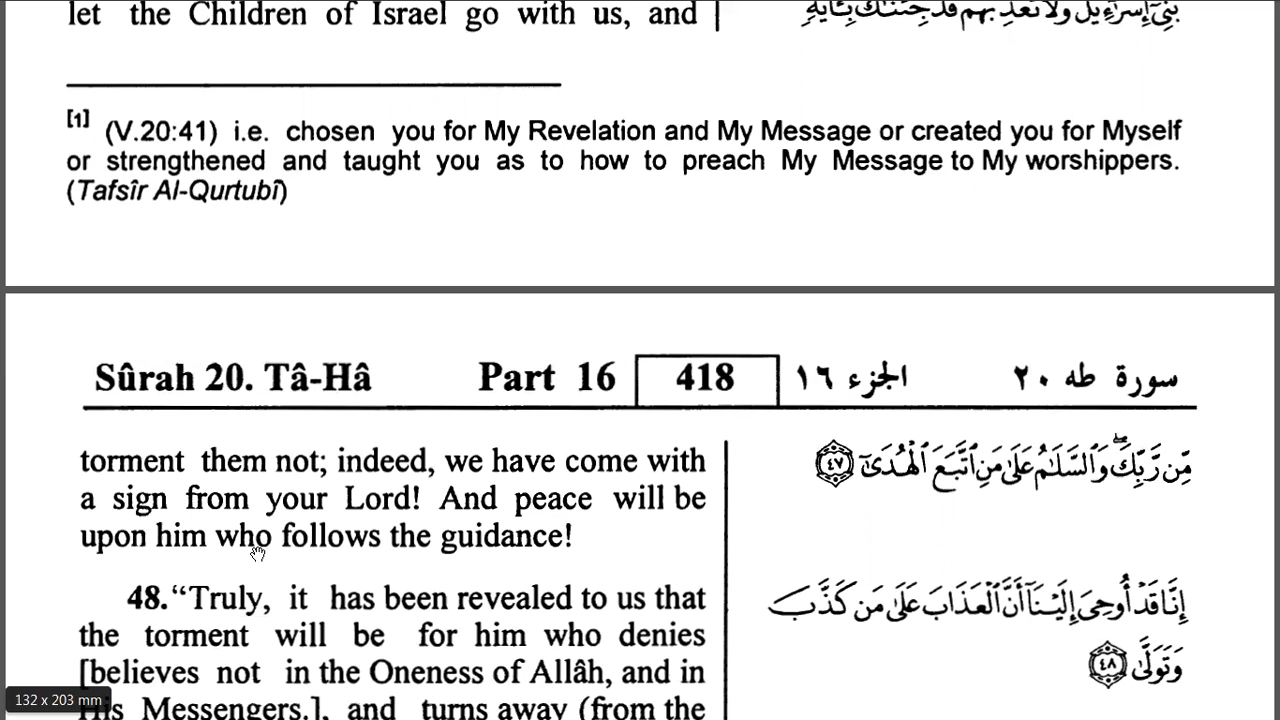 let the Children of Israel go with us, and
بَنِيٓ إِسْرَٰٓءِيلَ وَلَا تُعَذِّبْهُمْ قَدْ جِئْنَٰكَ بِـَٔايَةٍ
[1] (V.20:41) i.e. chosen you for My Revelation and My Message or created you for Myself
or strengthened and taught you as to how to preach My Message to My worshippers.
(Tafsîr Al-Qurtubî)
Sûrah 20. Tâ-Hâ Part 16 418 الجزء ١٦ سورة طه ٢٠
torment them not; indeed, we have come with
a sign from your Lord! And peace will be
upon him who follows the guidance!
مِّن رَّبِّكَ ۖ وَٱلسَّلَٰمُ عَلَىٰ مَنِ ٱتَّبَعَ ٱلْهُدَىٰٓ ٤٧
48. “Truly, it has been revealed to us that
the torment will be for him who denies
[believes not in the Oneness of Allâh, and in
His Messengers.], and turns away (from the
إِنَّا قَدْ أُوحِيَ إِلَيْنَآ أَنَّ ٱلْعَذَابَ عَلَىٰ مَن كَذَّبَ
وَتَوَلَّىٰ ٤٨
132 x 203 mm